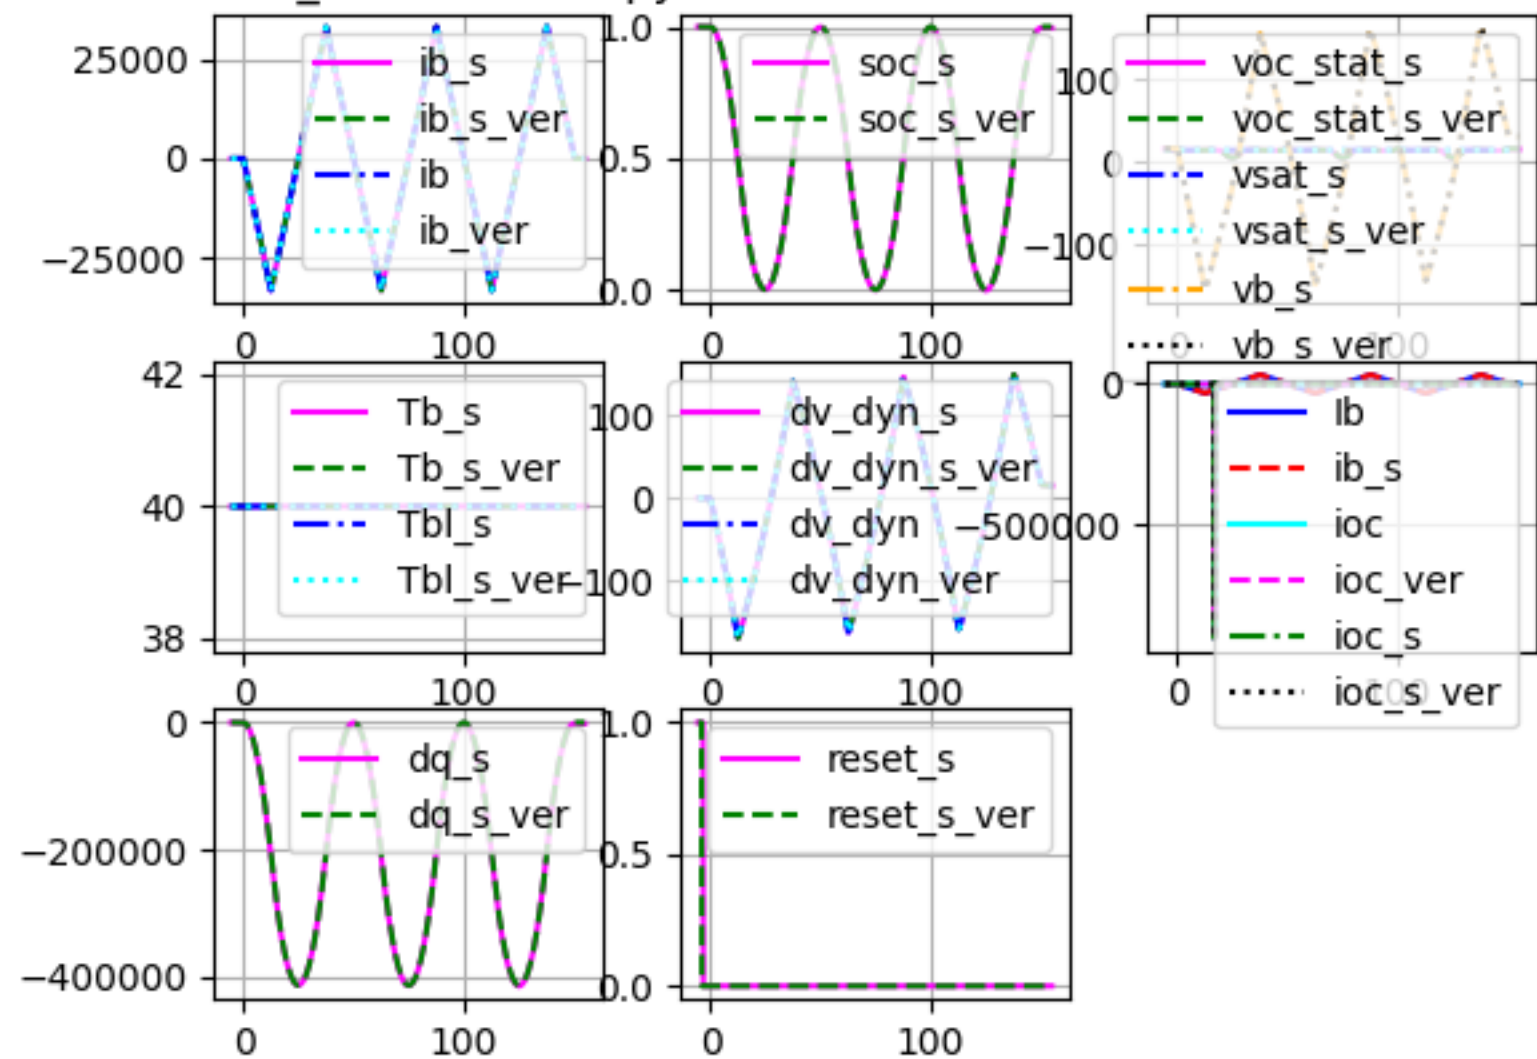 25000
0
−25000
0
100
ib_s
ib_s_ver
ib
ib_ver
1.0
0.5
0.0
0
100
soc_s
soc_s_ver
100
0
−100
0
100
voc_stat_s
voc_stat_s_ver
vsat_s
vsat_s_ver
vb_s
vb_s_ver
42
40
38
0
100
Tb_s
Tb_s_ver
Tbl_s
Tbl_s_ver
100
0
−100
0
100
dv_dyn_s
dv_dyn_s_ver
dv_dyn
dv_dyn_ver
0
−500000
0
100
Ib
ib_s
ioc
ioc_ver
ioc_s
ioc_s_ver
0
−200000
−400000
0
100
dq_s
dq_s_ver
1.0
0.5
0.0
0
100
reset_s
reset_s_ver